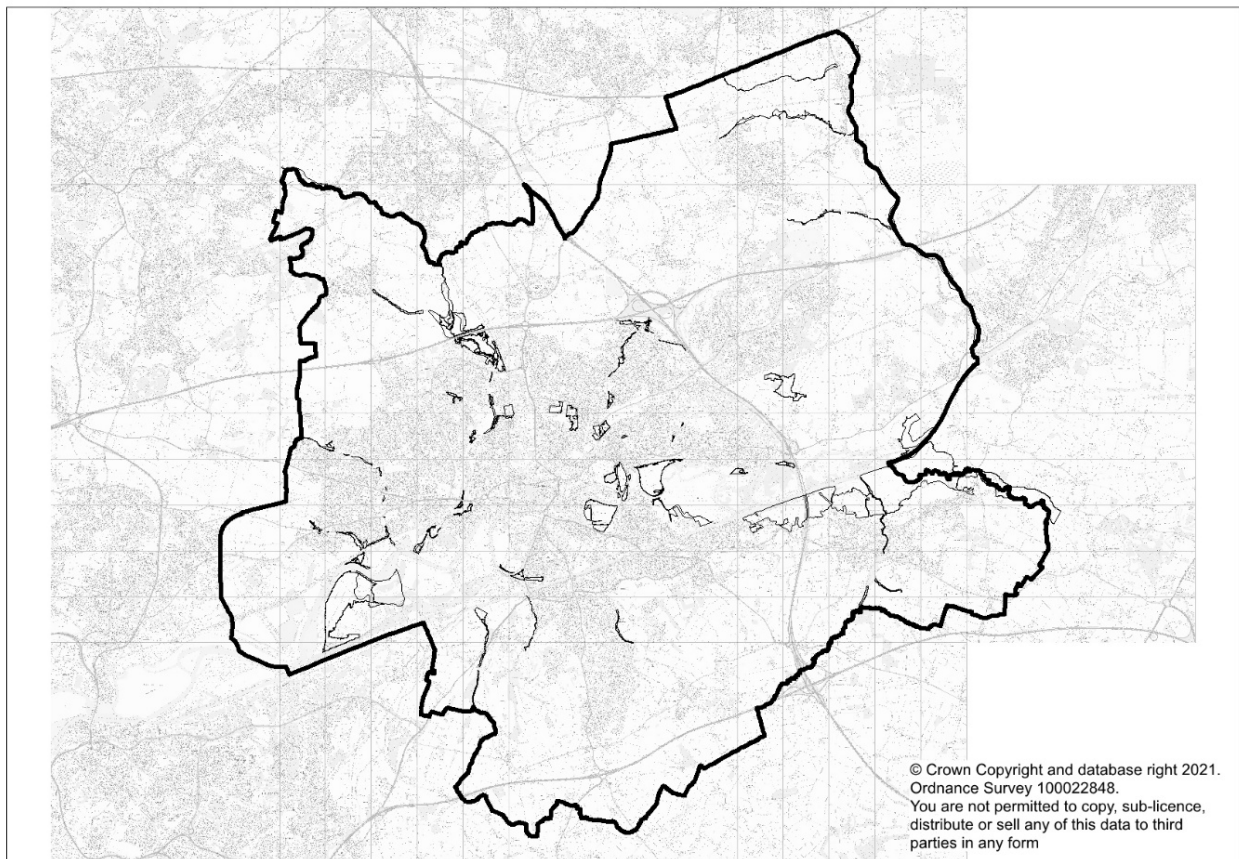 © Crown Copyright and database right 2021.
Ordnance Survey 100022848.
You are not permitted to copy, sub-licence,
distribute or sell any of this data to third
parties in any form